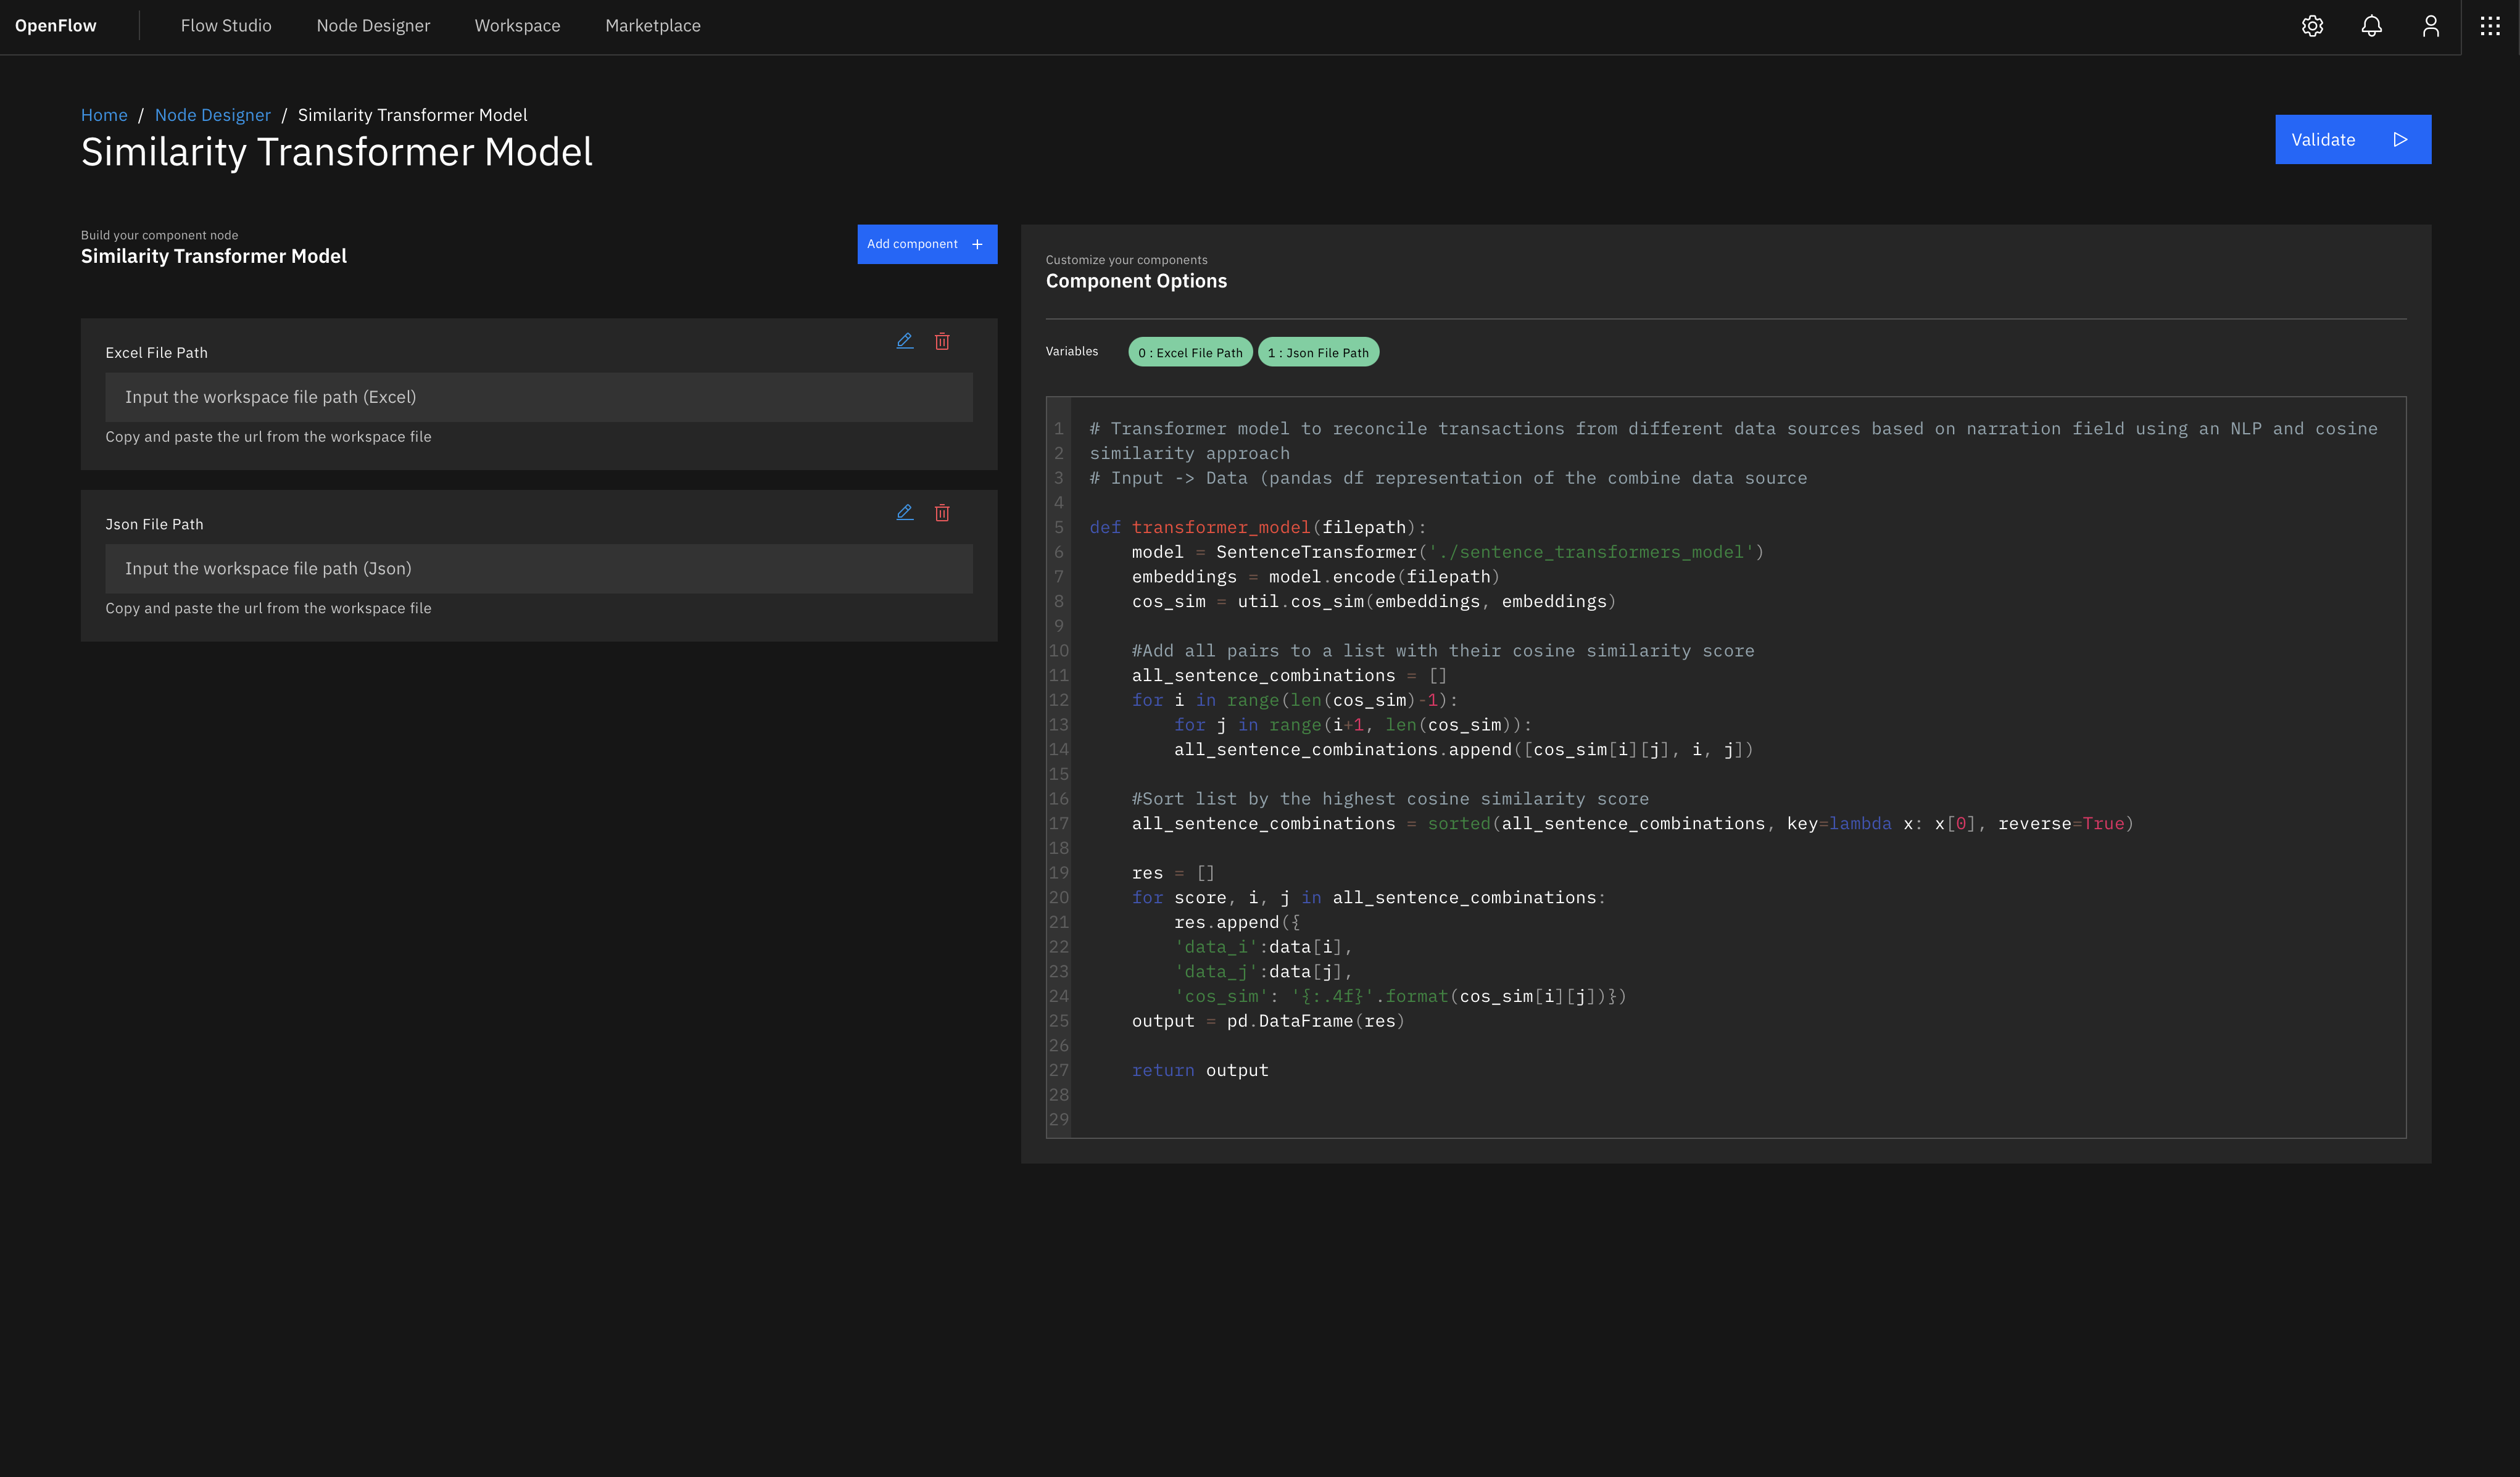 OpenFlow
Flow Studio
Node Designer
Workspace
Marketplace
Home / Node Designer / Similarity Transformer Model
Similarity Transformer Model
Validate
Build your component node
Similarity Transformer Model
Add component +
Excel File Path
Input the workspace file path (Excel)
Copy and paste the url from the workspace file
Json File Path
Input the workspace file path (Json)
Copy and paste the url from the workspace file
Customize your components
Component Options
Variables
0 : Excel File Path
1 : Json File Path
1 # Transformer model to reconcile transactions from different data sources based on narration field using an NLP and cosine
2 similarity approach
3 # Input -> Data (pandas df representation of the combine data source
4
5 def transformer_model(filepath):
6     model = SentenceTransformer('./sentence_transformers_model')
7     embeddings = model.encode(filepath)
8     cos_sim = util.cos_sim(embeddings, embeddings)
9
10     #Add all pairs to a list with their cosine similarity score
11     all_sentence_combinations = []
12     for i in range(len(cos_sim)-1):
13         for j in range(i+1, len(cos_sim)):
14         all_sentence_combinations.append([cos_sim[i][j], i, j])
15
16     #Sort list by the highest cosine similarity score
17     all_sentence_combinations = sorted(all_sentence_combinations, key=lambda x: x[0], reverse=True)
18
19     res = []
20     for score, i, j in all_sentence_combinations:
21         res.append({
22         'data_i':data[i],
23         'data_j':data[j],
24         'cos_sim': '{:.4f}'.format(cos_sim[i][j])})
25     output = pd.DataFrame(res)
26
27     return output
28
29